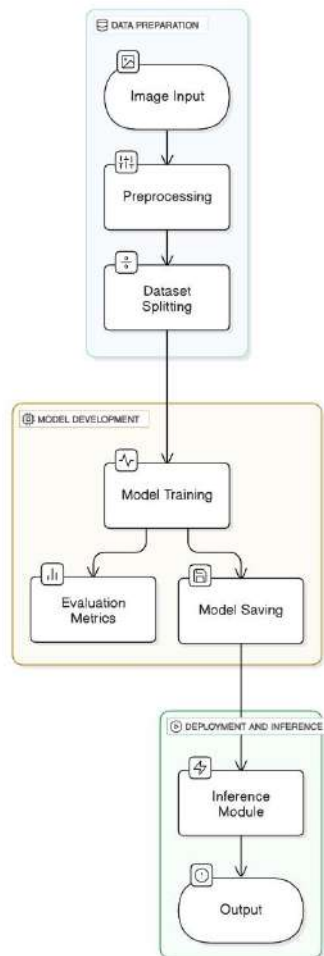 DATA PREPARATION
Image Input
Preprocessing
Dataset
Splitting
MODEL DEVELOPMENT
Model Training
Evaluation
Metrics
Model Saving
DEPLOYMENT AND INFERENCE
Inference
Module
Output